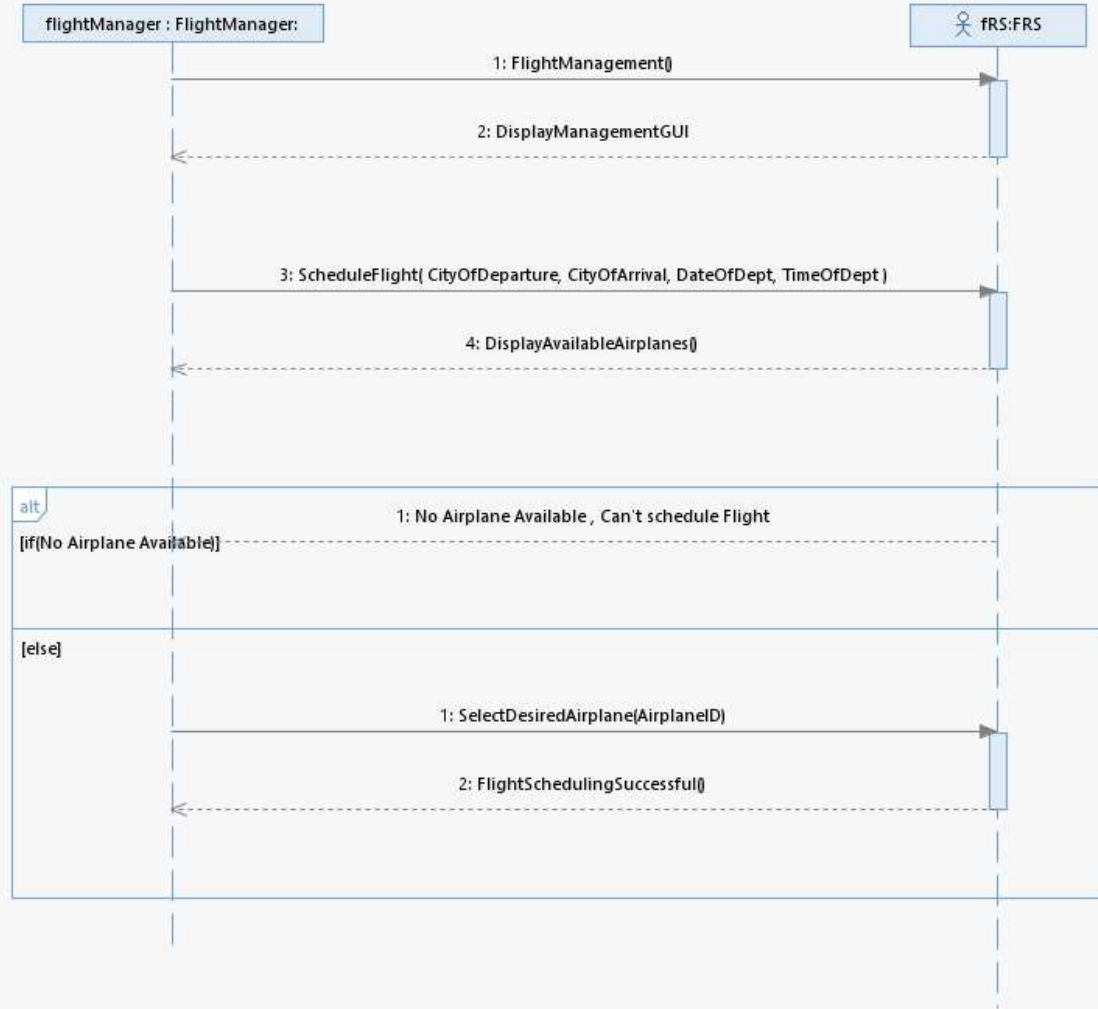 flightManager : FlightManager:
fRS:FRS
1: FlightManagement()
2: DisplayManagementGUI
3: ScheduleFlight( CityOfDeparture, CityOfArrival, DateOfDept, TimeOfDept )
4: DisplayAvailableAirplanes()
alt
1: No Airplane Available , Can't schedule Flight
[if(No Airplane Available)]
[else]
1: SelectDesiredAirplane(AirplaneID)
2: FlightSchedulingSuccessful()